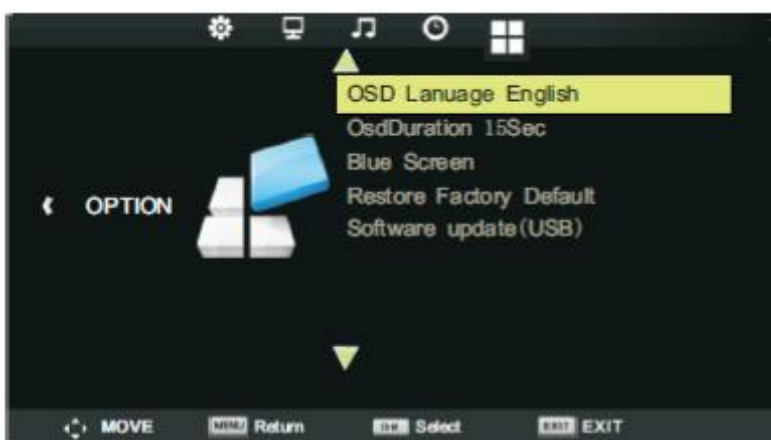 OSD Lanuage English
OsdDuration 15Sec
Blue Screen
OPTION
Restore Factory Default
Software update(USB)
MOVE MENU Return Select EXIT EXIT